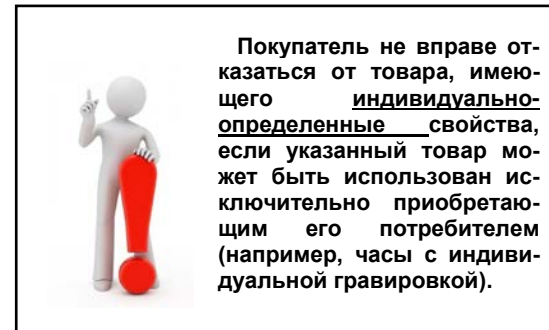 Покупатель не вправе от-
казаться от товара, имею-
щего индивидуально-
определенные свойства,
если указанный товар мо-
жет быть использован ис-
ключительно приобретаю-
щим его потребителем
(например, часы с индиви-
дуальной гравировкой).